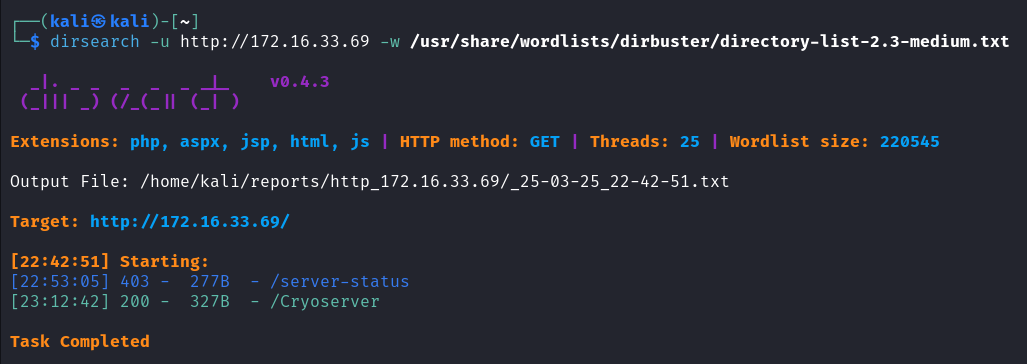 ┌──(kali㉿kali)-[~]
└─$ dirsearch -u http://172.16.33.69 -w /usr/share/wordlists/dirbuster/directory-list-2.3-medium.txt
  _|. _ _  _  _  _ _|_    v0.4.3
 (_||| _) (/_(_|| (_| )
Extensions: php, aspx, jsp, html, js | HTTP method: GET | Threads: 25 | Wordlist size: 220545
Output File: /home/kali/reports/http_172.16.33.69/_25-03-25_22-42-51.txt
Target: http://172.16.33.69/
[22:42:51] Starting:
[22:53:05] 403 -  277B  - /server-status
[23:12:42] 200 -  327B  - /Cryoserver
Task Completed